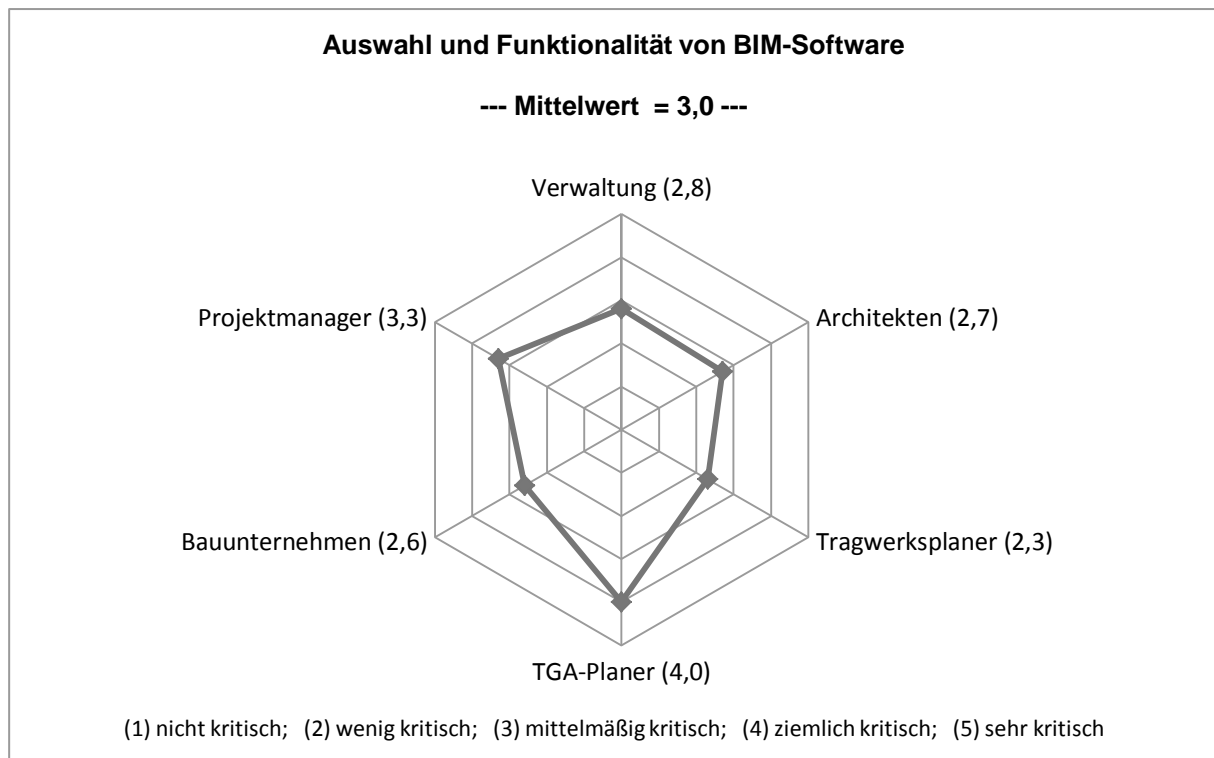 Auswahl und Funktionalität von BIM-Software
--- Mittelwert = 3,0 ---
Verwaltung (2,8)
Projektmanager (3,3)
Architekten (2,7)
Bauunternehmen (2,6)
Tragwerksplaner (2,3)
TGA-Planer (4,0)
(1) nicht kritisch; (2) wenig kritisch; (3) mittelmäßig kritisch; (4) ziemlich kritisch; (5) sehr kritisch